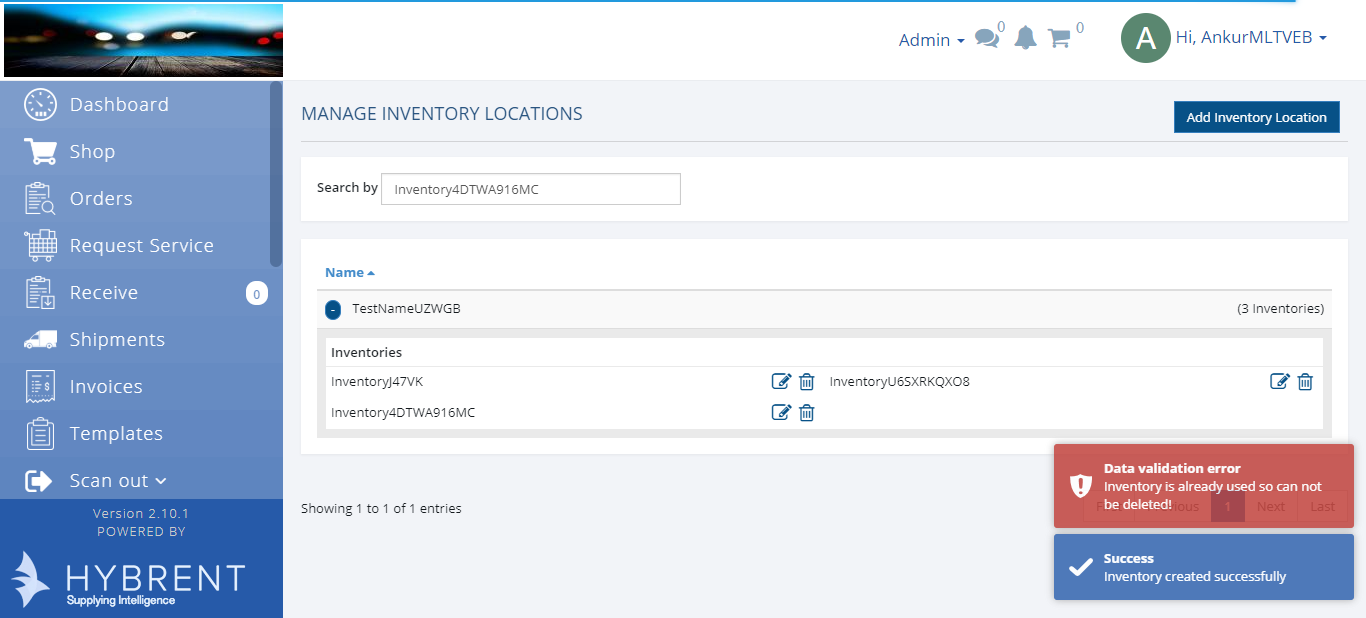 Admin
0
0
A
Hi, AnkurMLTVEB
Dashboard
Shop
Orders
Request Service
Receive
0
Shipments
Invoices
Templates
Scan out
Version 2.10.1
POWERED BY
HYBRENT
Supplying Intelligence
MANAGE INVENTORY LOCATIONS
Add Inventory Location
Search by
Inventory4DTWA916MC
Name
- TestNameUZWGB
(3 Inventories)
Inventories
InventoryJ47VK
InventoryU6SXRKQXO8
Inventory4DTWA916MC
Showing 1 to 1 of 1 entries
1
Next
Last
Data validation error
Inventory is already used so can not
be deleted!
Success
Inventory created successfully